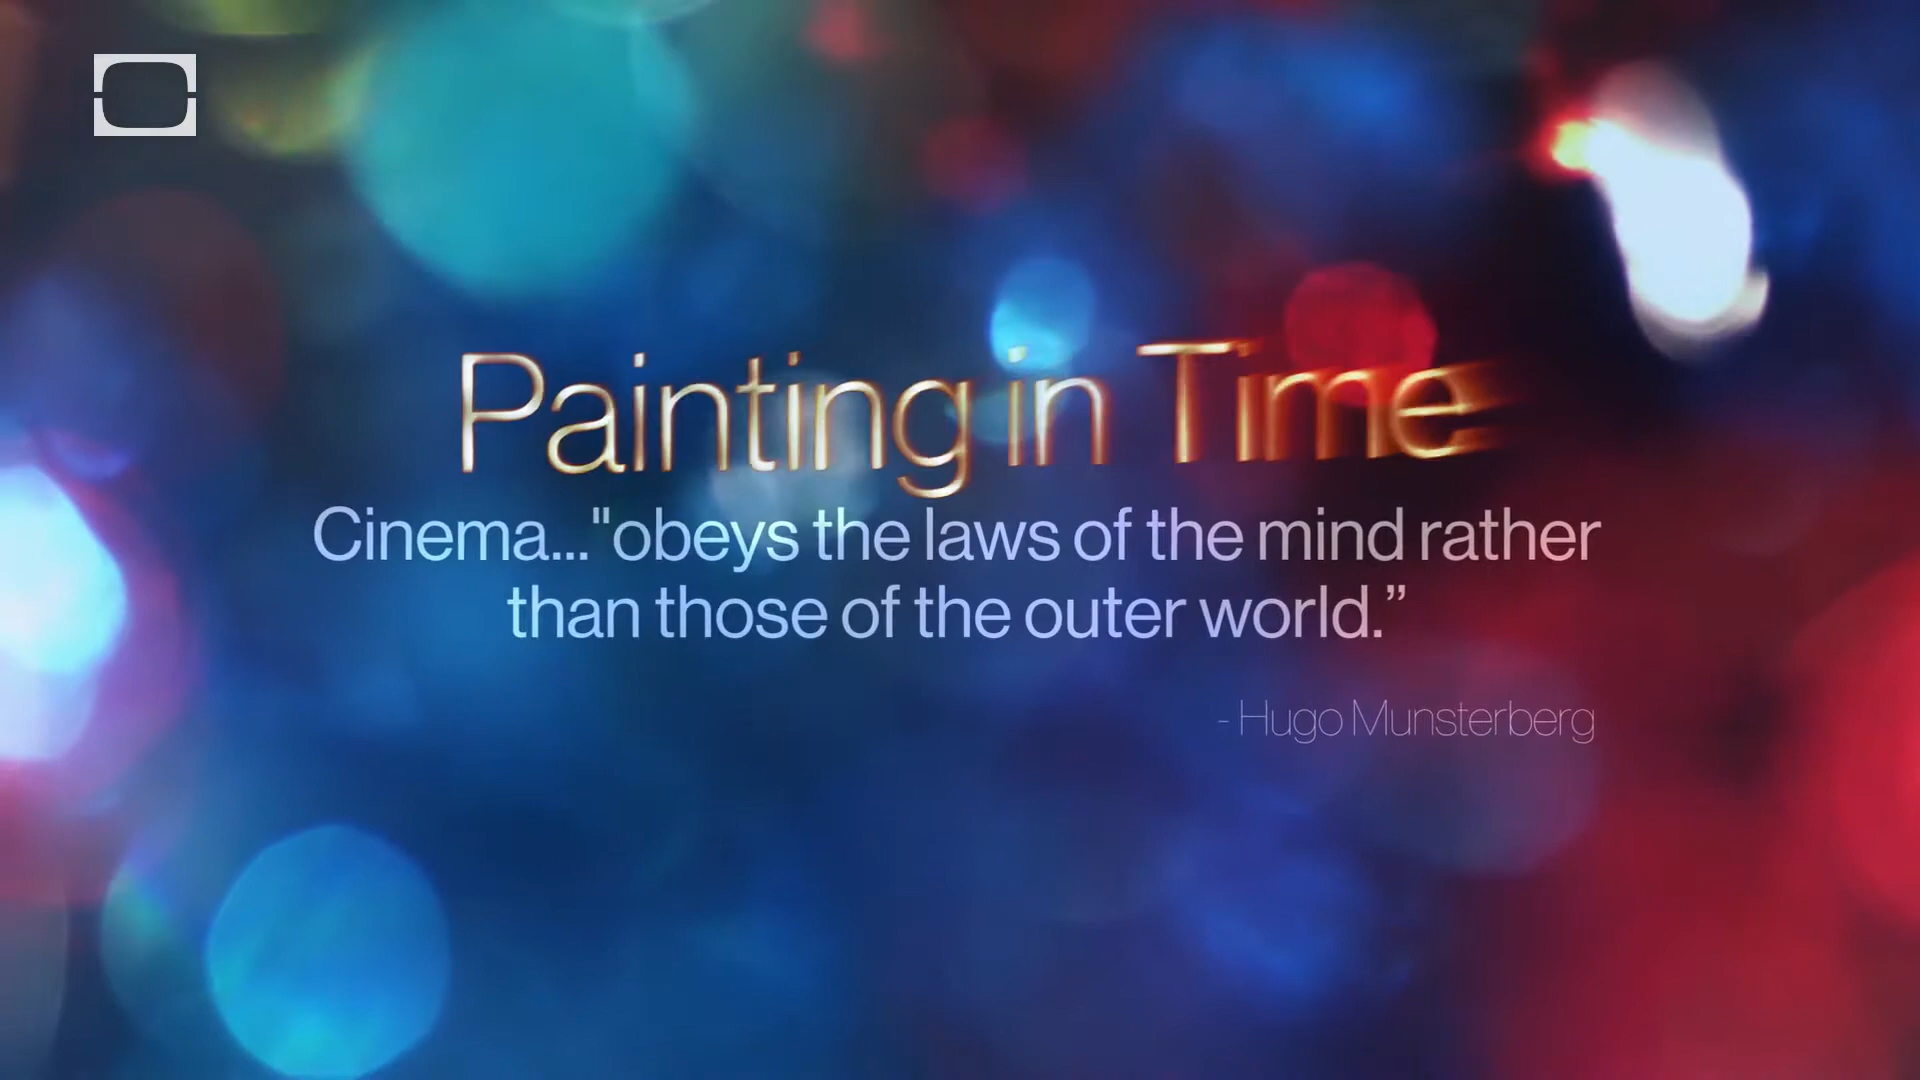 Painting in Time
Cinema..."obeys the laws of the mind rather
than those of the outer world.”
- Hugo Munsterberg